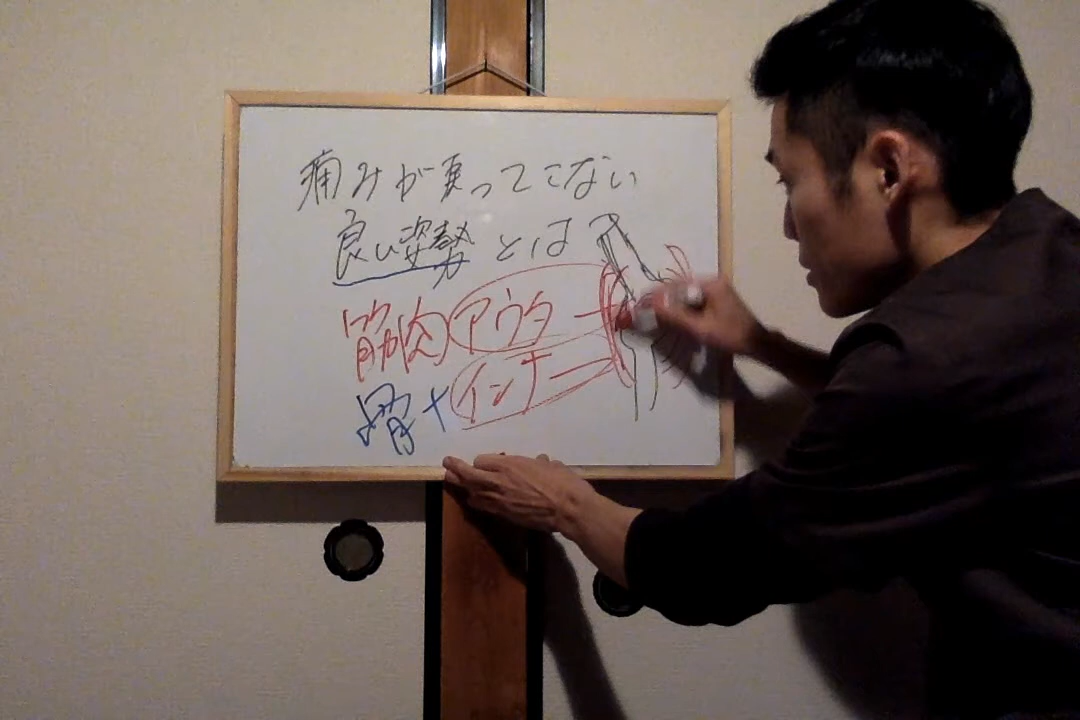 痛みが戻ってこない
良い姿勢とは
筋肉 アウター
骨+インナー